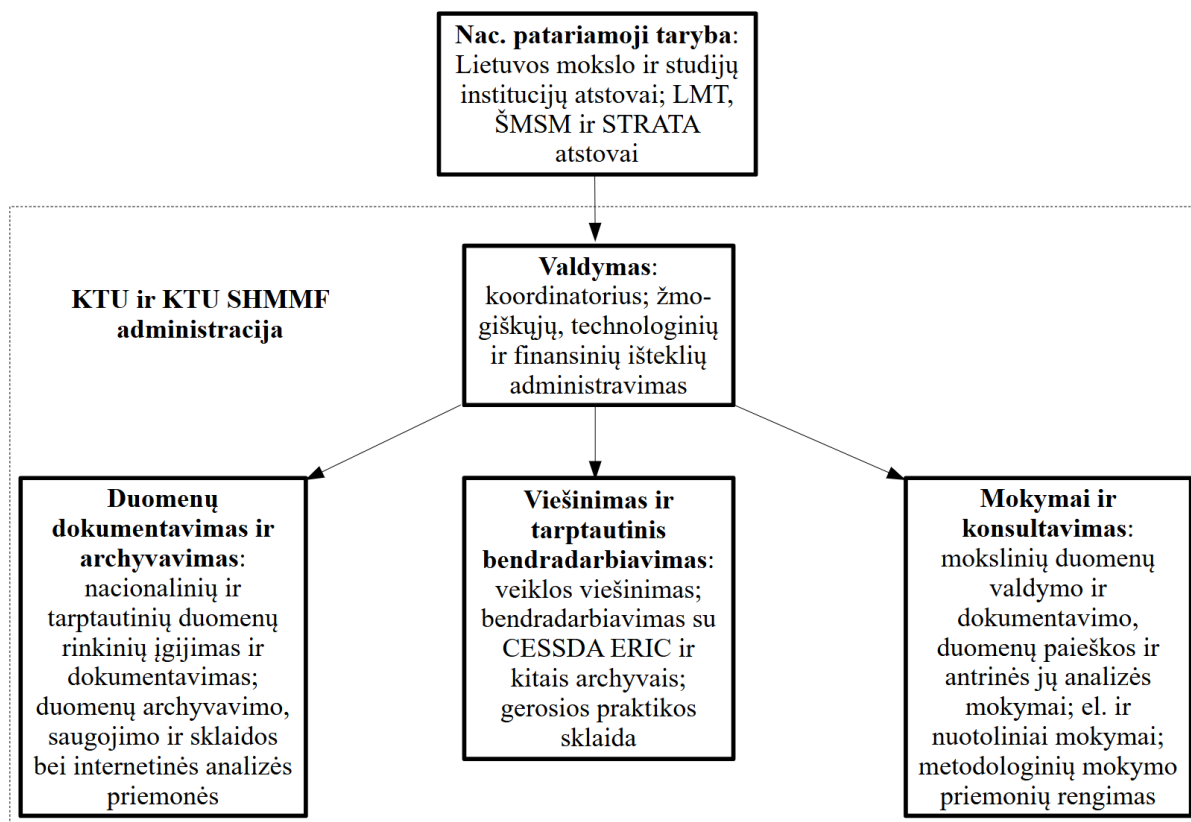 Nac. patariamoji taryba:
Lietuvos mokslo ir studijų
institucijų atstovai; LMT,
ŠMSM ir STRATA
atstovai
KTU ir KTU SHMMF
administracija
Valdymas:
koordinatorius; žmo-
giškųjų, technologinių
ir finansinių išteklių
administravimas
Duomenų
dokumentavimas ir
archyvavimas:
nacionalinių ir
tarptautinių duomenų
rinkinių įgijimas ir
dokumentavimas;
duomenų archyvavimo,
saugojimo ir sklaidos
bei internetinės analizės
priemonės
Viešinimas ir
tarptautinis
bendradarbiavimas:
veiklos viešinimas;
bendradarbiavimas su
CESSDA ERIC ir
kitais archyvais;
gerosios praktikos
sklaida
Mokymai ir
konsultavimas:
mokslinių duomenų
valdymo ir
dokumentavimo,
duomenų paieškos ir
antrinės jų analizės
mokymai; el. ir
nuotoliniai mokymai;
metodologinių mokymo
priemonių rengimas